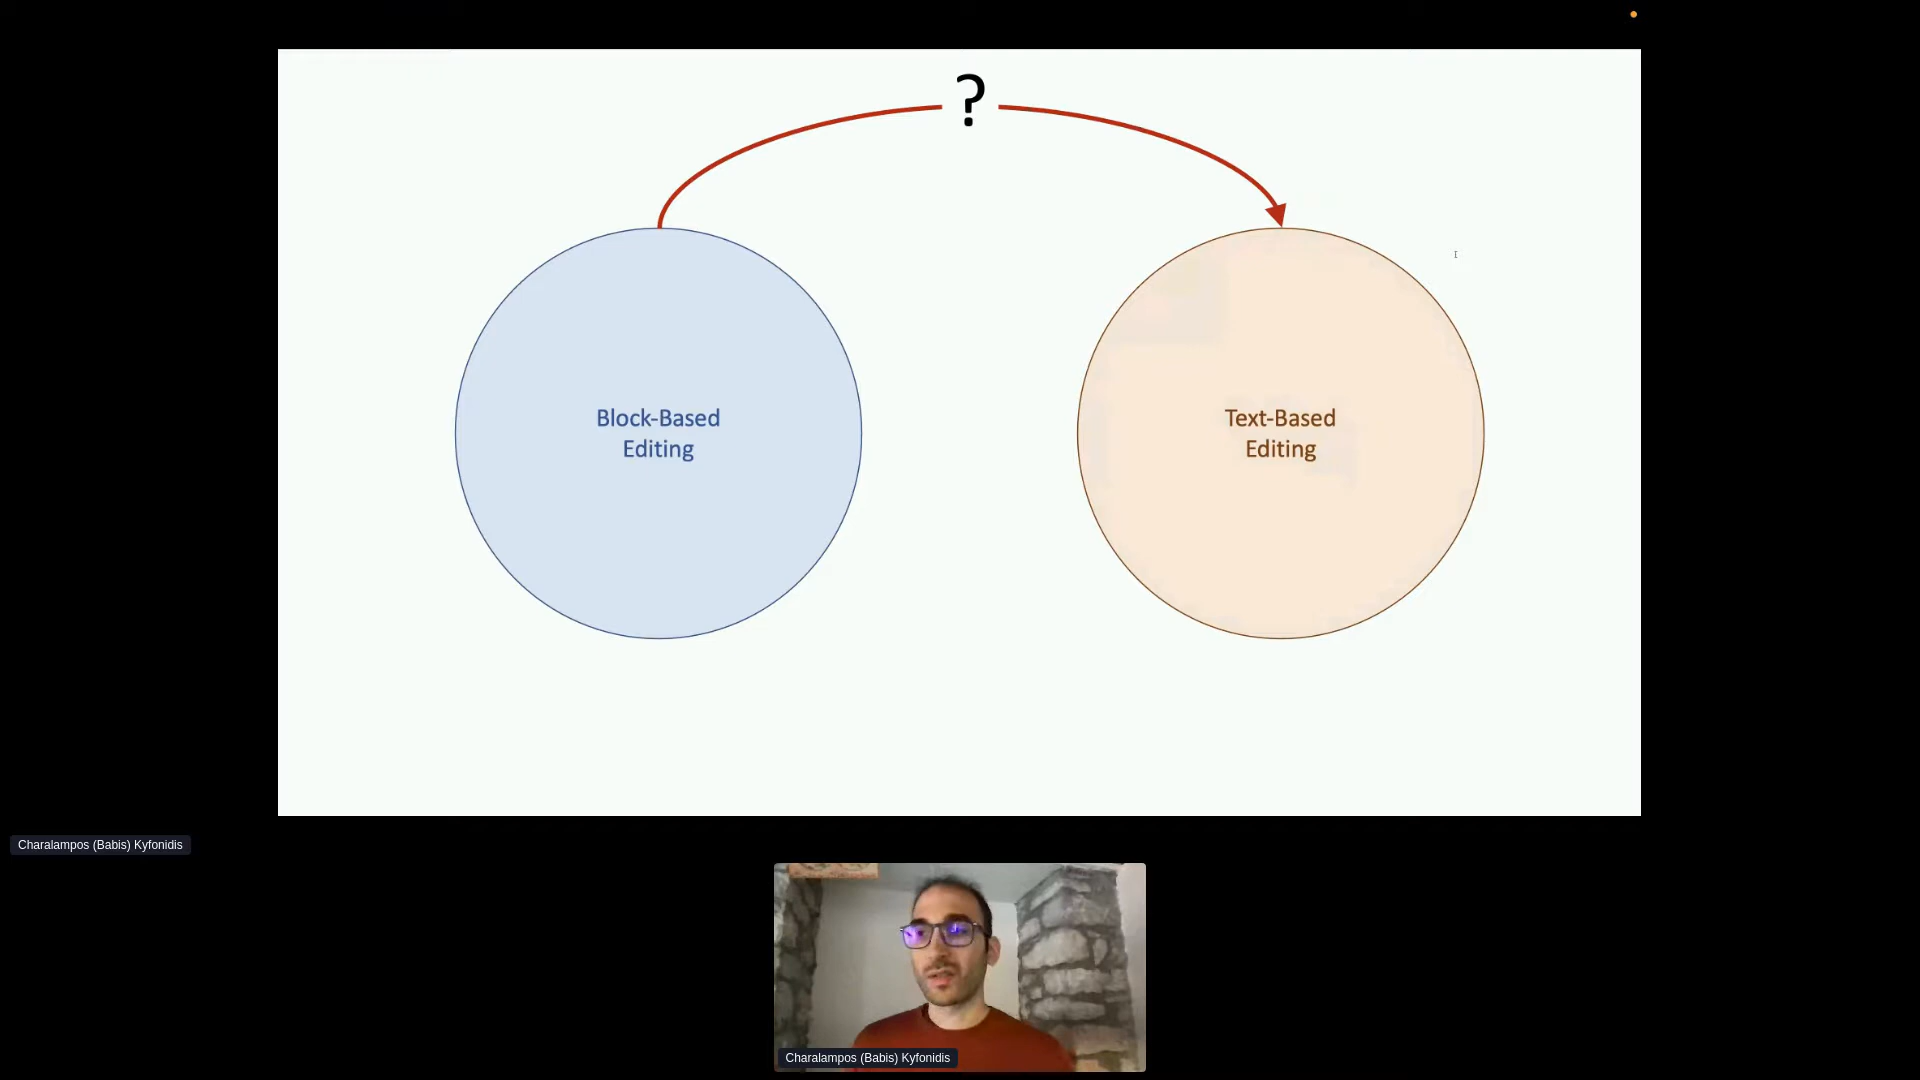 ?
Block-Based
Editing
Text-Based
Editing
Charalampos (Babis) Kyfonidis
Charalampos (Babis) Kyfonidis